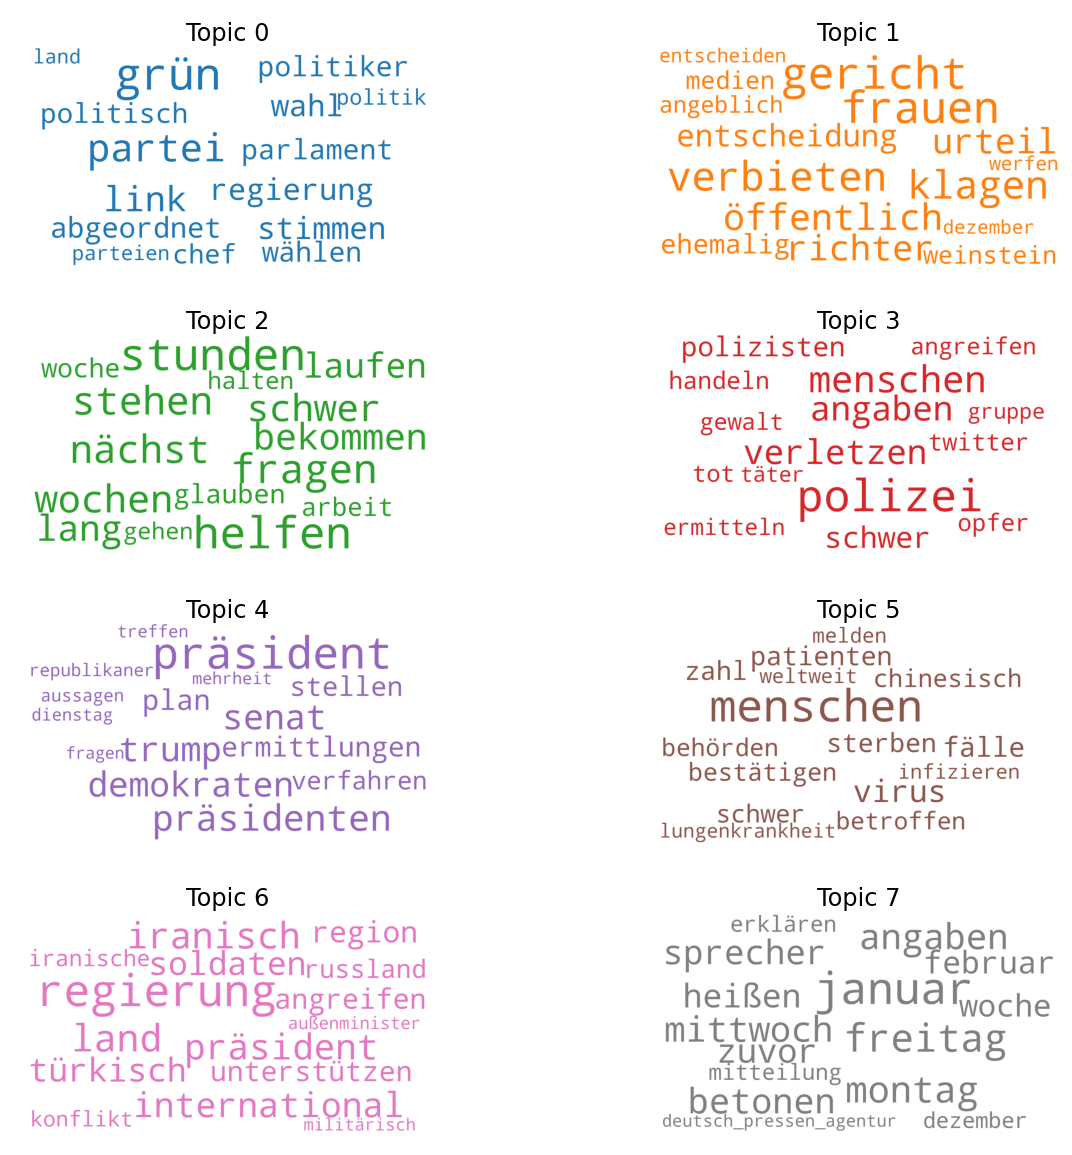 Topic 0
land
grün
politiker
wahl
politik
politisch
partei
parlament
link
regierung
abgeordnet
stimmen
parteien
chef
wählen
Topic 1
entscheiden
medien
gericht
angeblich
frauen
entscheidung
urteil
werfen
verbieten
klagen
öffentlich
dezember
ehemalig
richter
weinstein
Topic 2
stunden
woche
halten
laufen
stehen
schwer
nächst
bekommen
fragen
wochen
glauben
arbeit
lang
gehen
helfen
Topic 3
polizisten
angreifen
handeln
menschen
gewalt
angaben
gruppe
verletzen
twitter
tot
täter
polizei
ermitteln
schwer
opfer
Topic 4
treffen
präsident
republikaner
mehrheit
aussagen
plan
stellen
dienstag
senat
fragen
trump
ermittlungen
demokraten
verfahren
präsidenten
Topic 5
melden
patienten
zahl
weltweit
chinesisch
menschen
behörden
sterben
fälle
bestätigen
infizieren
virus
schwer
lungenkrankheit
betroffen
Topic 6
iranisch
region
iranische
soldaten
russland
regierung
angreifen
außenminister
land
präsident
türkisch
unterstützen
international
konflikt
militärisch
Topic 7
erklären
angaben
sprecher
februar
heißen
januar
woche
mittwoch
freitag
zuvor
mitteilung
montag
betonen
deutsch_pressen_agentur
dezember